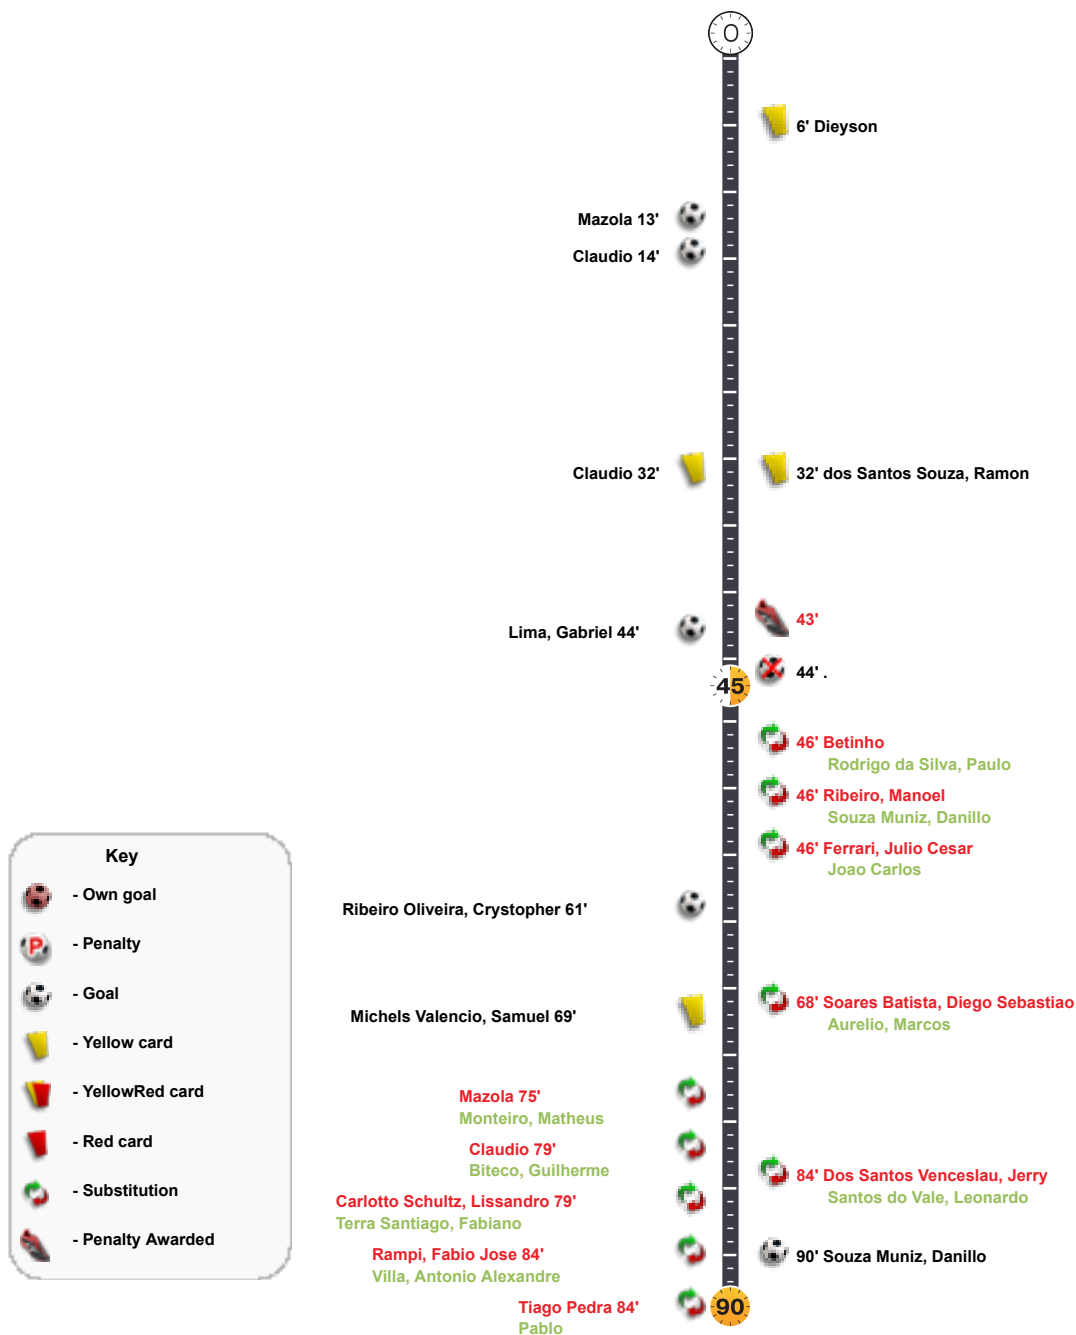 0
6' Dieyson
Mazola 13'
Claudio 14'
Claudio 32'
32' dos Santos Souza, Ramon
43'
Lima, Gabriel 44'
44' .
45
46' Betinho
Rodrigo da Silva, Paulo
46' Ribeiro, Manoel
Souza Muniz, Danillo
46' Ferrari, Julio Cesar
Joao Carlos
Ribeiro Oliveira, Crystopher 61'
68' Soares Batista, Diego Sebastiao
Aurelio, Marcos
Michels Valencio, Samuel 69'
Mazola 75'
Monteiro, Matheus
Claudio 79'
Biteco, Guilherme
Carlotto Schultz, Lissandro 79'
Terra Santiago, Fabiano
84' Dos Santos Venceslau, Jerry
Santos do Vale, Leonardo
Rampi, Fabio Jose 84'
Villa, Antonio Alexandre
90' Souza Muniz, Danillo
Tiago Pedra 84'
Pablo
90
Key
- Own goal
P - Penalty
- Goal
- Yellow card
- YellowRed card
- Red card
- Substitution
- Penalty Awarded